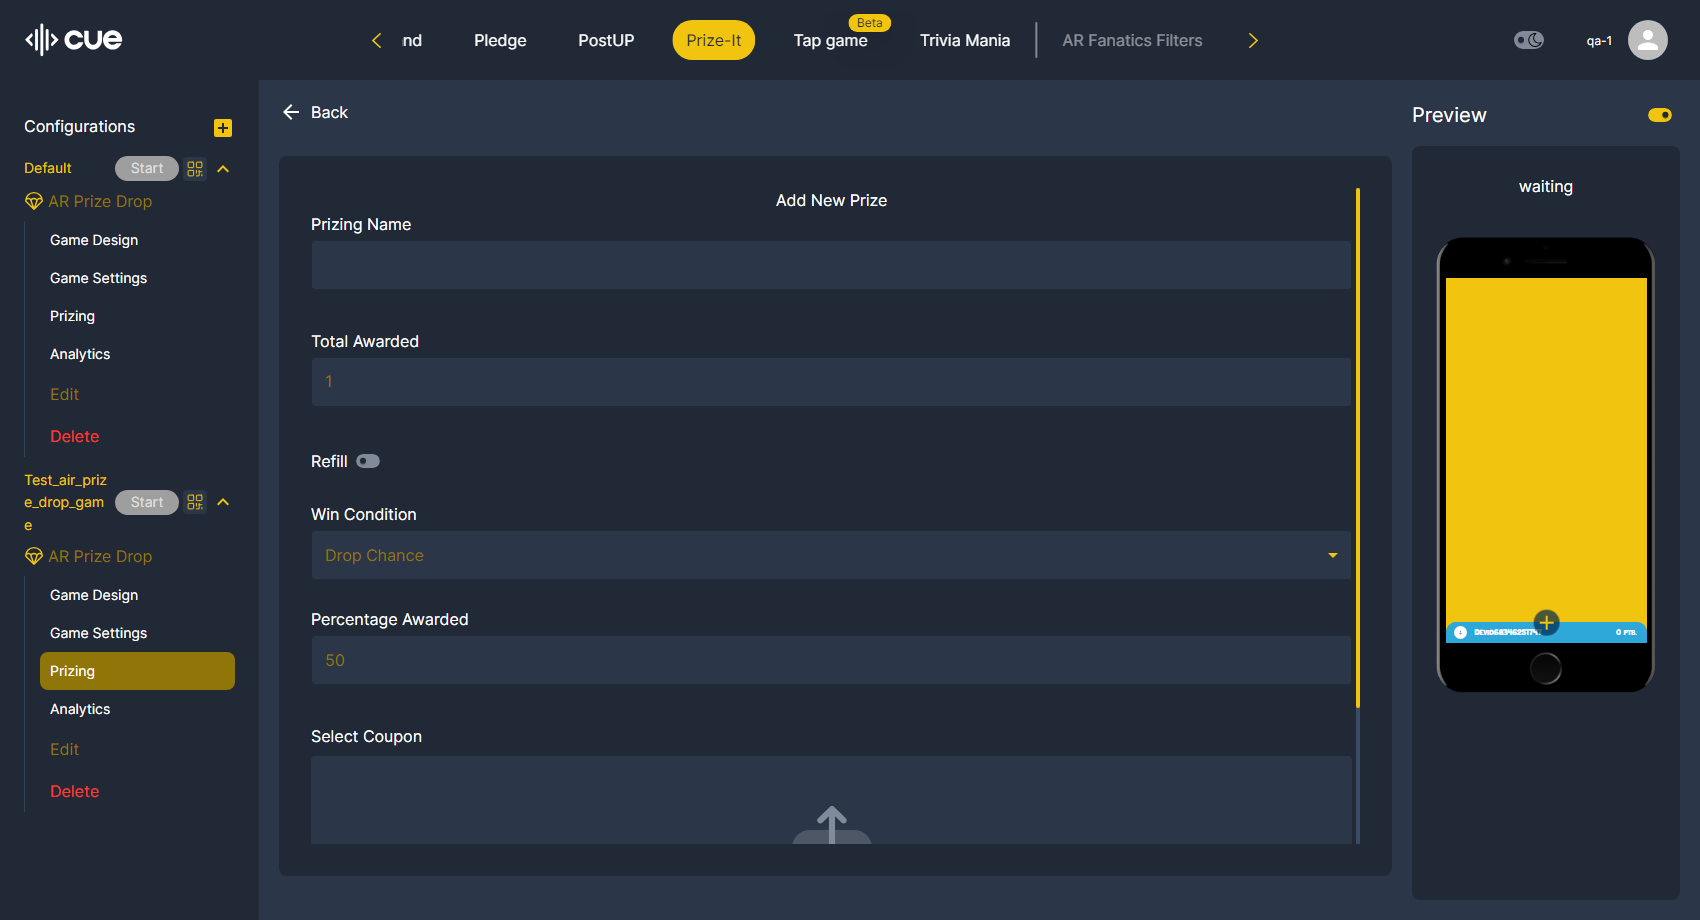 cue
nd
Pledge
PostUP
Prize-It
Beta
Tap game
Trivia Mania
AR Fanatics Filters
qa-1
Configurations
Default
Start
AR Prize Drop
Game Design
Game Settings
Prizing
Analytics
Edit
Delete
Test_air_priz
e_drop_gam
e
Start
AR Prize Drop
Game Design
Game Settings
Prizing
Analytics
Edit
Delete
Back
Add New Prize
Prizing Name
Total Awarded
1
Refill
Win Condition
Drop Chance
Percentage Awarded
50
Select Coupon
Preview
waiting
0 PTS.